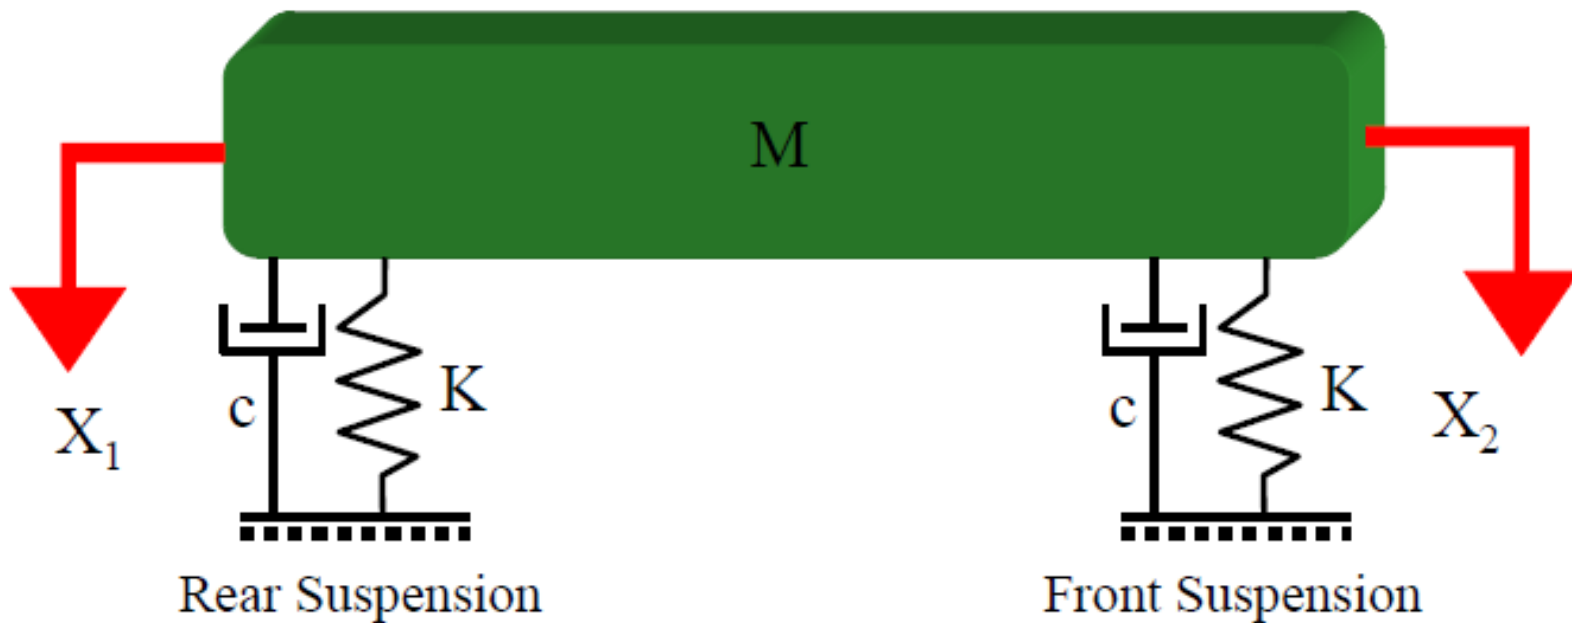 M
X₁
c
K
c
K
X₂
Rear Suspension
Front Suspension